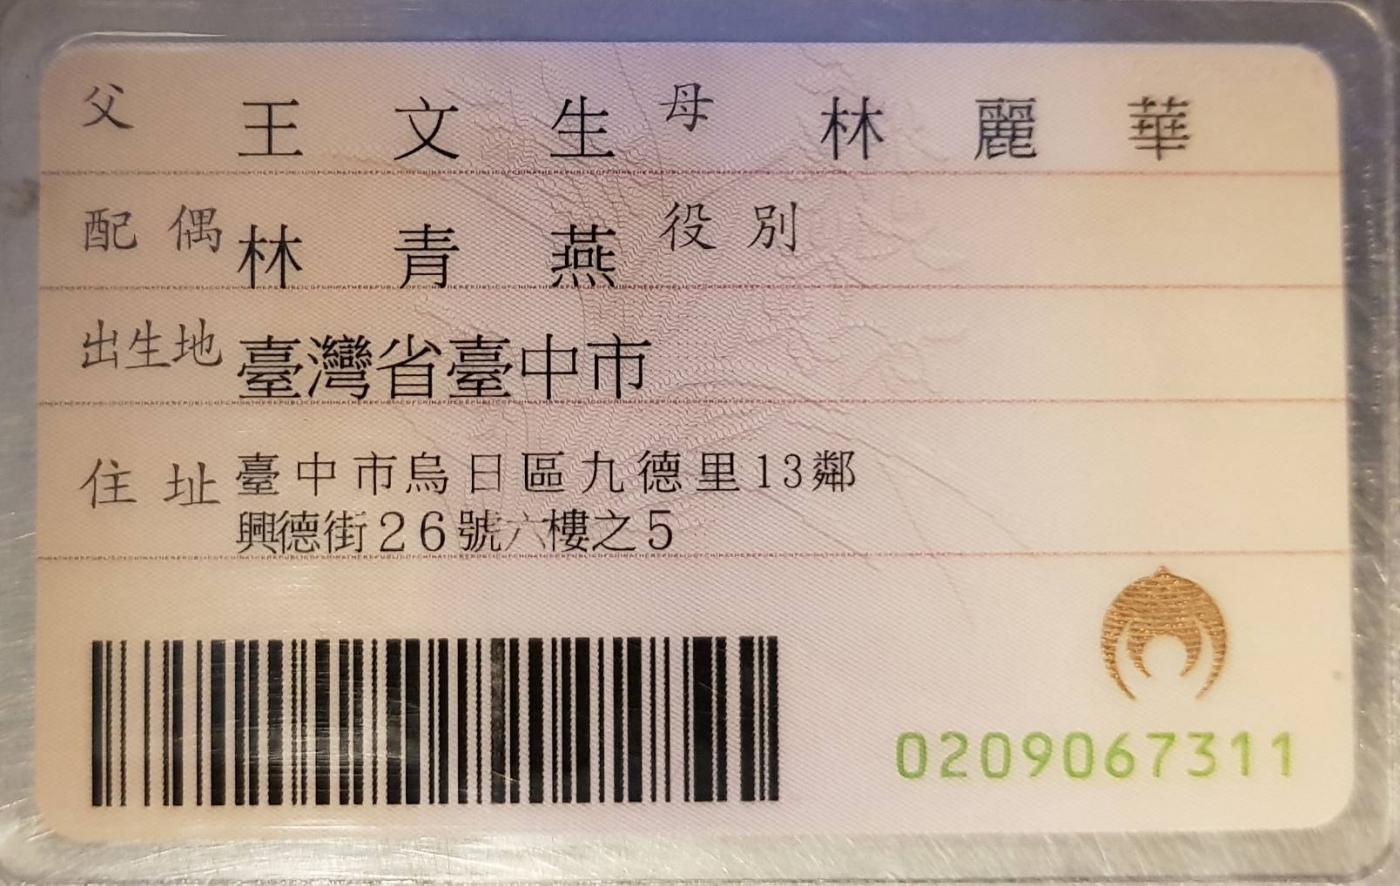 父 王文生 母 林麗華
配偶 林青燕 役別
出生地 臺灣省臺中市
住址 臺中市烏日區九德里13鄰
興德街26號六樓之5
0209067311